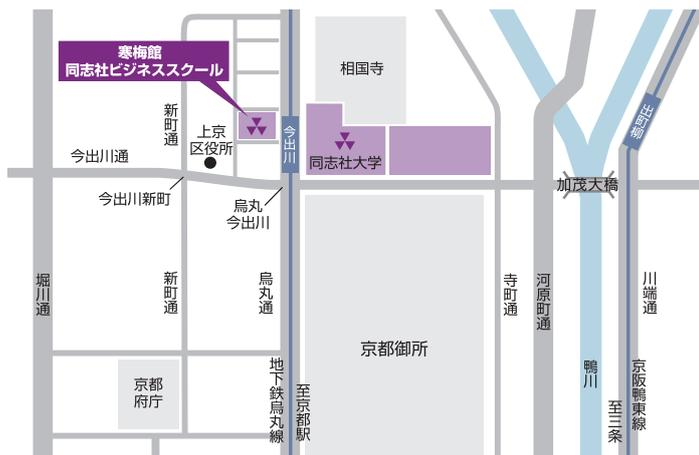 寒梅館
同志社ビジネススクール
相国寺
新町通
上京
区役所
今出川
同志社大学
出町柳
今出川通
加茂大橋
今出川新町
烏丸
今出川
堀川通
新町通
烏丸通
寺町通
河原町通
川端通
京都御所
京都
府庁
地下鉄烏丸線
至京都駅
鴨川
至三条
京阪鴨東線